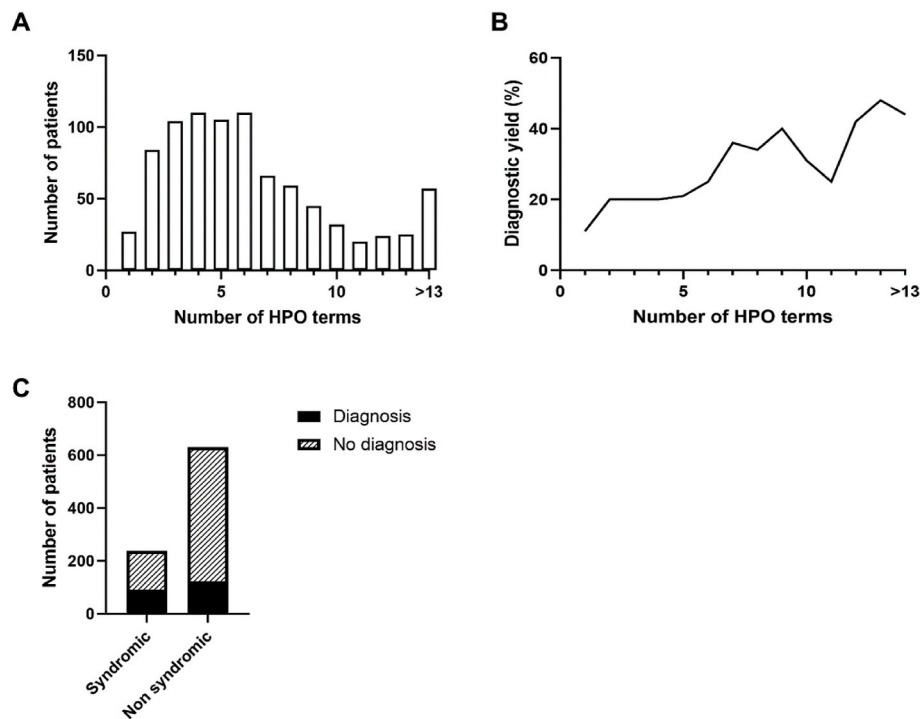 A
Number of patients
150
100
50
0
0
5
10
>13
Number of HPO terms
B
Diagnostic yield (%)
60
40
20
0
0
5
10
>13
Number of HPO terms
C
Number of patients
800
600
400
200
0
Syndromic
Non syndromic
Diagnosis
No diagnosis